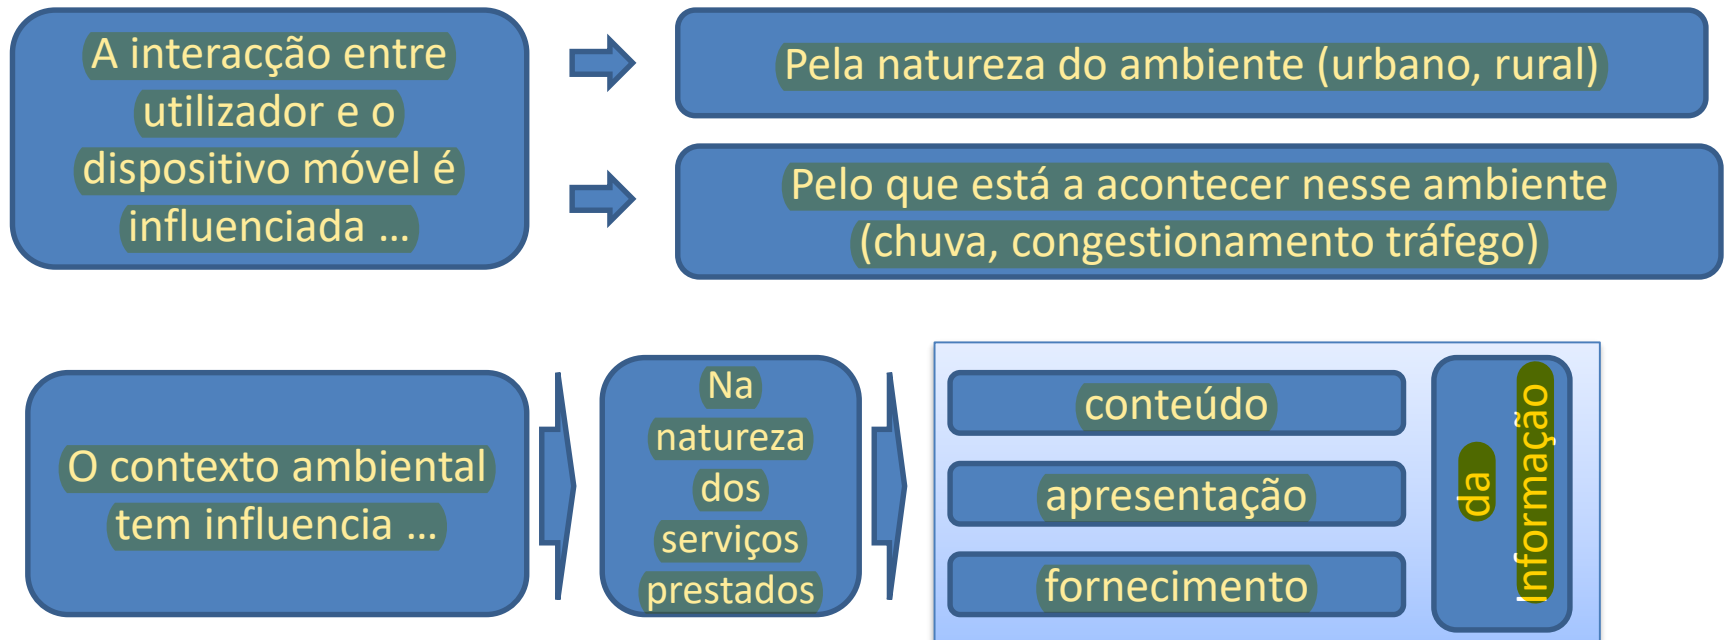 A interacção entre
utilizador e o
dispositivo móvel é
influenciada ...
Pela natureza do ambiente (urbano, rural)
Pelo que está a acontecer nesse ambiente
(chuva, congestionamento tráfego)
O contexto ambiental
tem influencia ...
Na
natureza
dos
serviços
prestados
conteúdo
apresentação
fornecimento
da
Informação